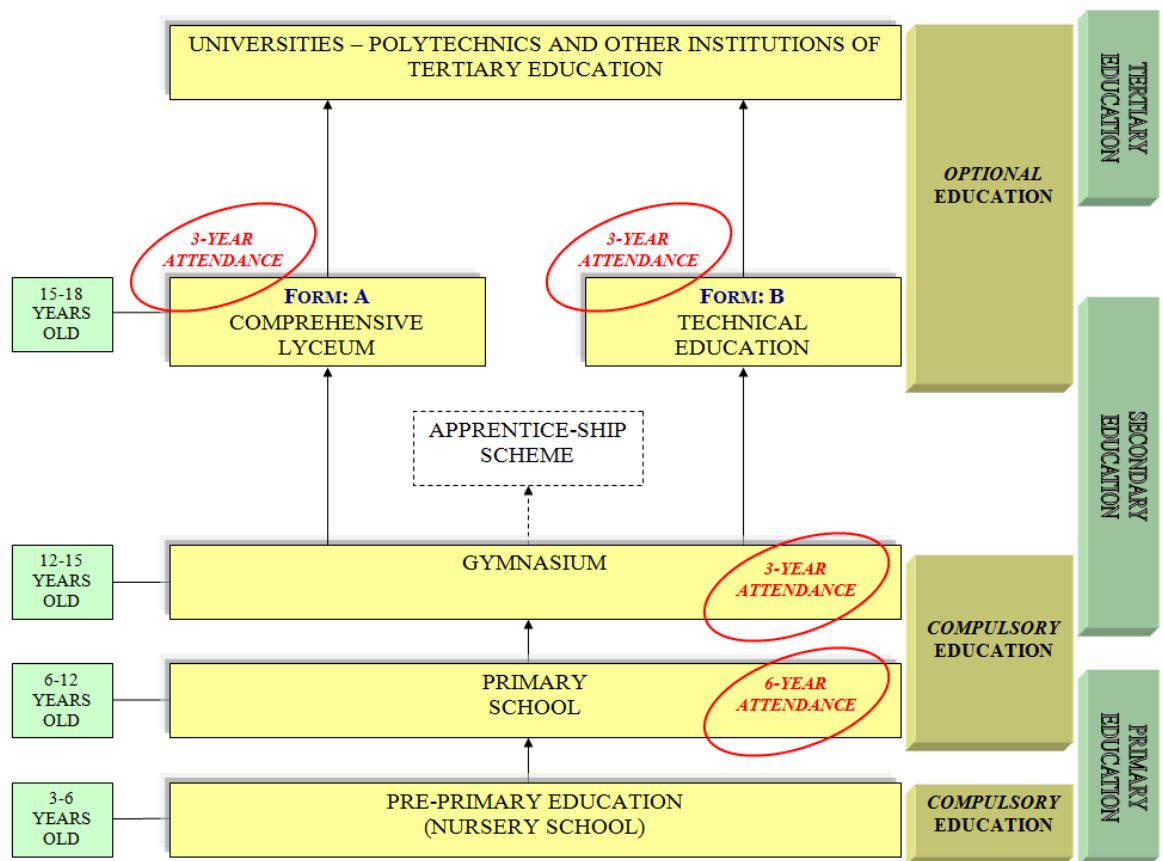 UNIVERSITIES – POLYTECHNICS AND OTHER INSTITUTIONS OF
TERTIARY EDUCATION
TERTIARY
EDUCATION
OPTIONAL
EDUCATION
3-YEAR
ATTENDANCE
3-YEAR
ATTENDANCE
15-18
YEARS
OLD
FORM: A
COMPREHENSIVE
LYCEUM
FORM: B
TECHNICAL
EDUCATION
SECONDARY
EDUCATION
APPRENTICE-SHIP
SCHEME
12-15
YEARS
OLD
GYMNASIUM
3-YEAR
ATTENDANCE
COMPULSORY
EDUCATION
6-12
YEARS
OLD
PRIMARY
SCHOOL
6-YEAR
ATTENDANCE
PRIMARY
EDUCATION
3-6
YEARS
OLD
PRE-PRIMARY EDUCATION
(NURSERY SCHOOL)
COMPULSORY
EDUCATION